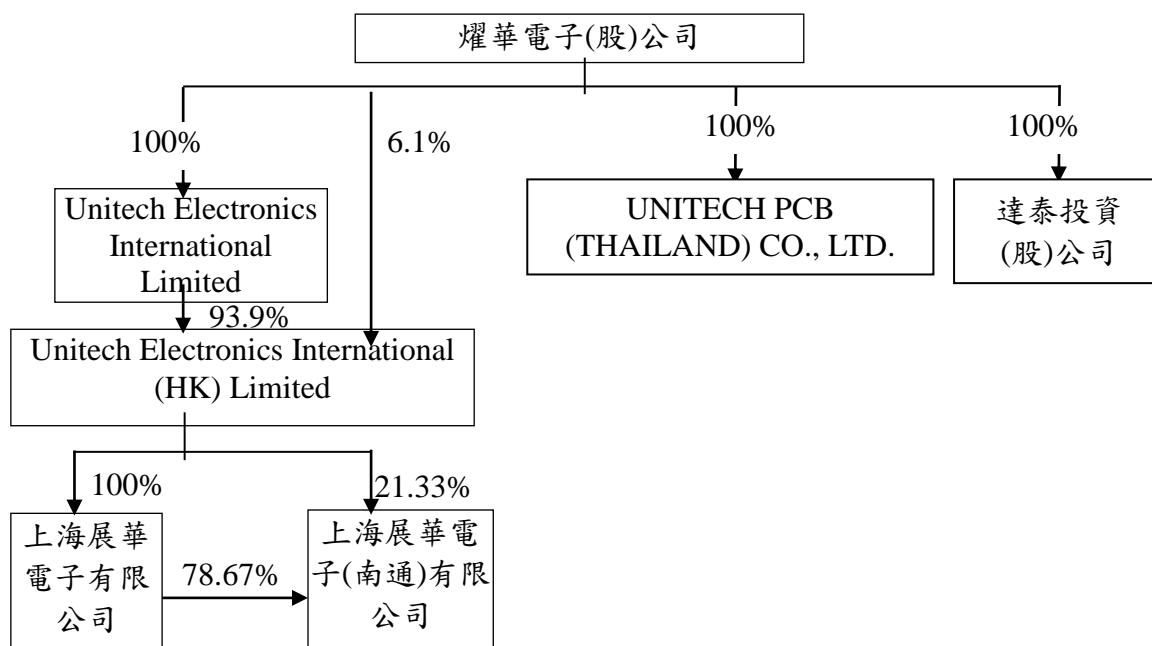 燿華電子(股)公司
100%
6.1%
100%
100%
Unitech Electronics
International
Limited
UNITECH PCB
(THAILAND) CO., LTD.
達泰投資
(股)公司
93.9%
Unitech Electronics International
(HK) Limited
100%
21.33%
上海展華
電子有限
公司
78.67%
上海展華電
子(南通)有限
公司